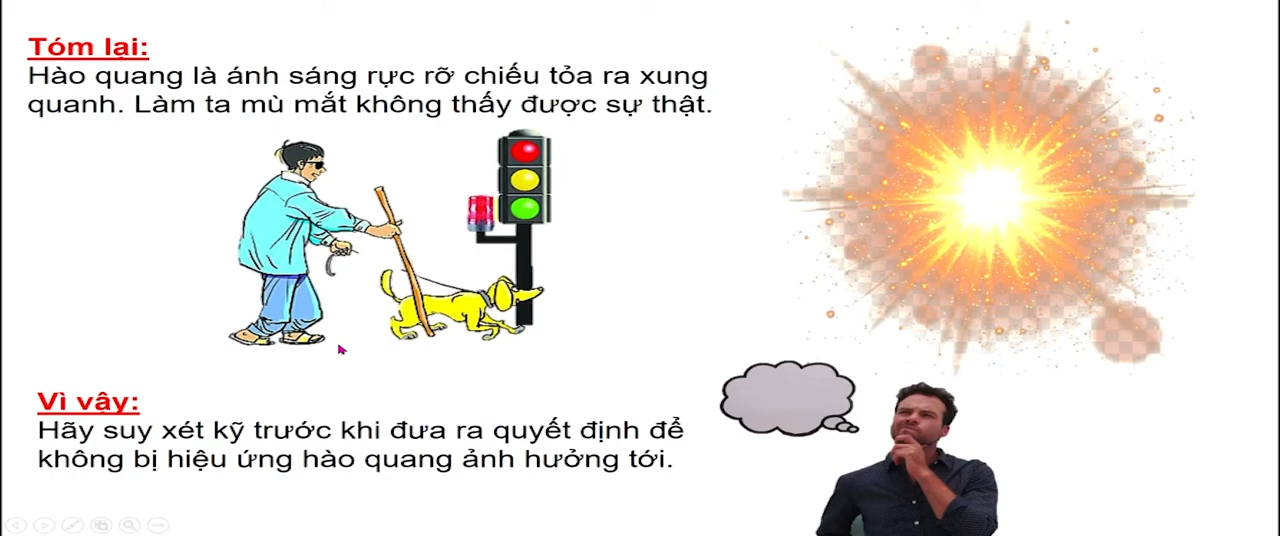 Tóm lại:
Hào quang là ánh sáng rực rỡ chiếu tỏa ra xung
quanh. Làm ta mù mắt không thấy được sự thật.
Vì vậy:
Hãy suy xét kỹ trước khi đưa ra quyết định để
không bị hiệu ứng hào quang ảnh hưởng tới.